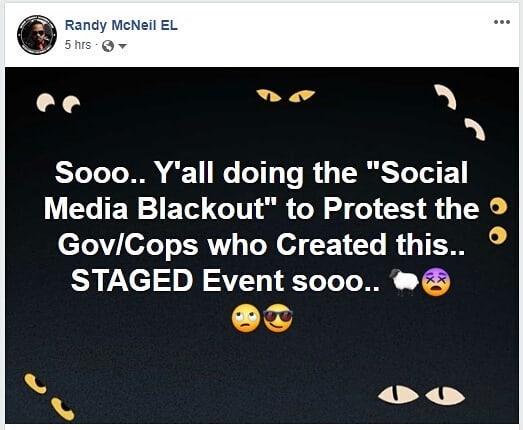 Randy McNeil EL
5 hrs ·
Sooo.. Y'all doing the "Social
Media Blackout" to Protest the
Gov/Cops who Created this..
STAGED Event sooo.. 🐑😵
🙄😎